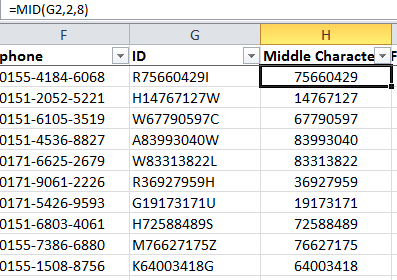 =MID(G2,2,8)
F G H
phone ID Middle Characte F
0155-4184-6068 R75660429I 75660429
0151-2052-5221 H14767127W 14767127
0151-6105-3519 W67790597C 67790597
0151-4536-8827 A83993040W 83993040
0171-6625-2679 W83313822L 83313822
0171-9061-2226 R36927959H 36927959
0171-5426-9593 G19173171U 19173171
0151-6803-4061 H72588489S 72588489
0155-7386-6880 M76627175Z 76627175
0155-1508-8756 K64003418G 64003418